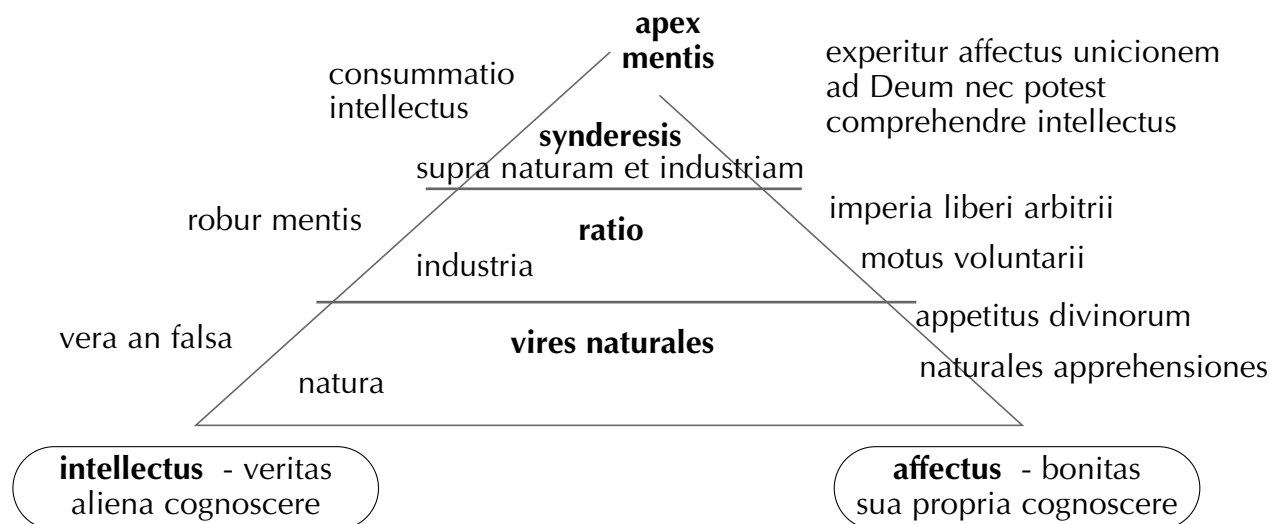 apex
mentis
consummatio
intellectus
experitur affectus unicionem
ad Deum nec potest
comprehendre intellectus
synderesis
supra naturam et industriam
robur mentis
ratio
imperia liberi arbitrii
industria
motus voluntarii
vera an falsa
vires naturales
appetitus divinorum
natura
naturales apprehensiones
intellectus - veritas
aliena cognoscere
affectus - bonitas
sua propria cognoscere